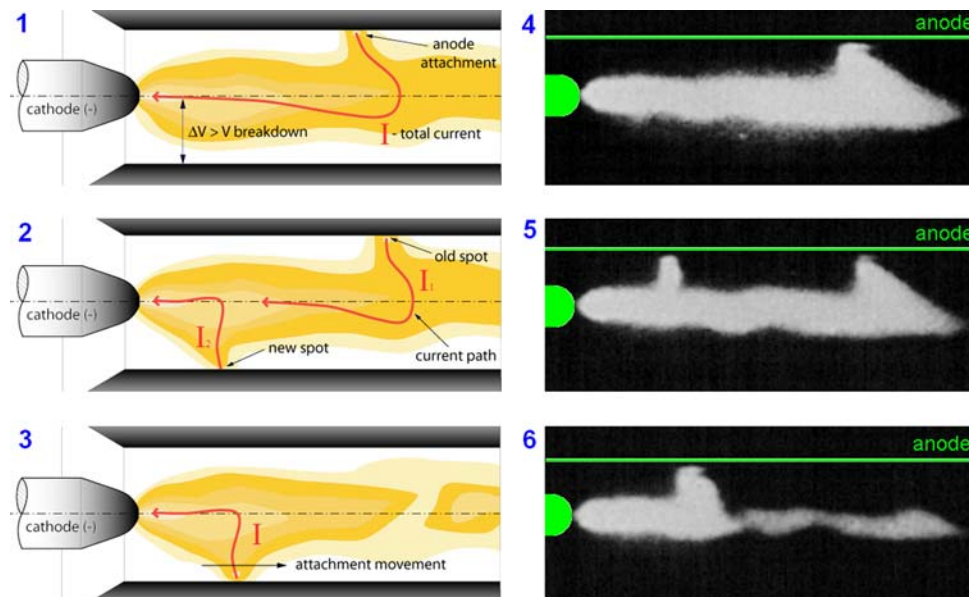 1
anode
attachment
cathode (-)
ΔV > V breakdown
I - total current
2
old spot
I₁
cathode (-)
I₂
new spot
current path
3
cathode (-)
I
attachment movement
4
anode
5
anode
6
anode